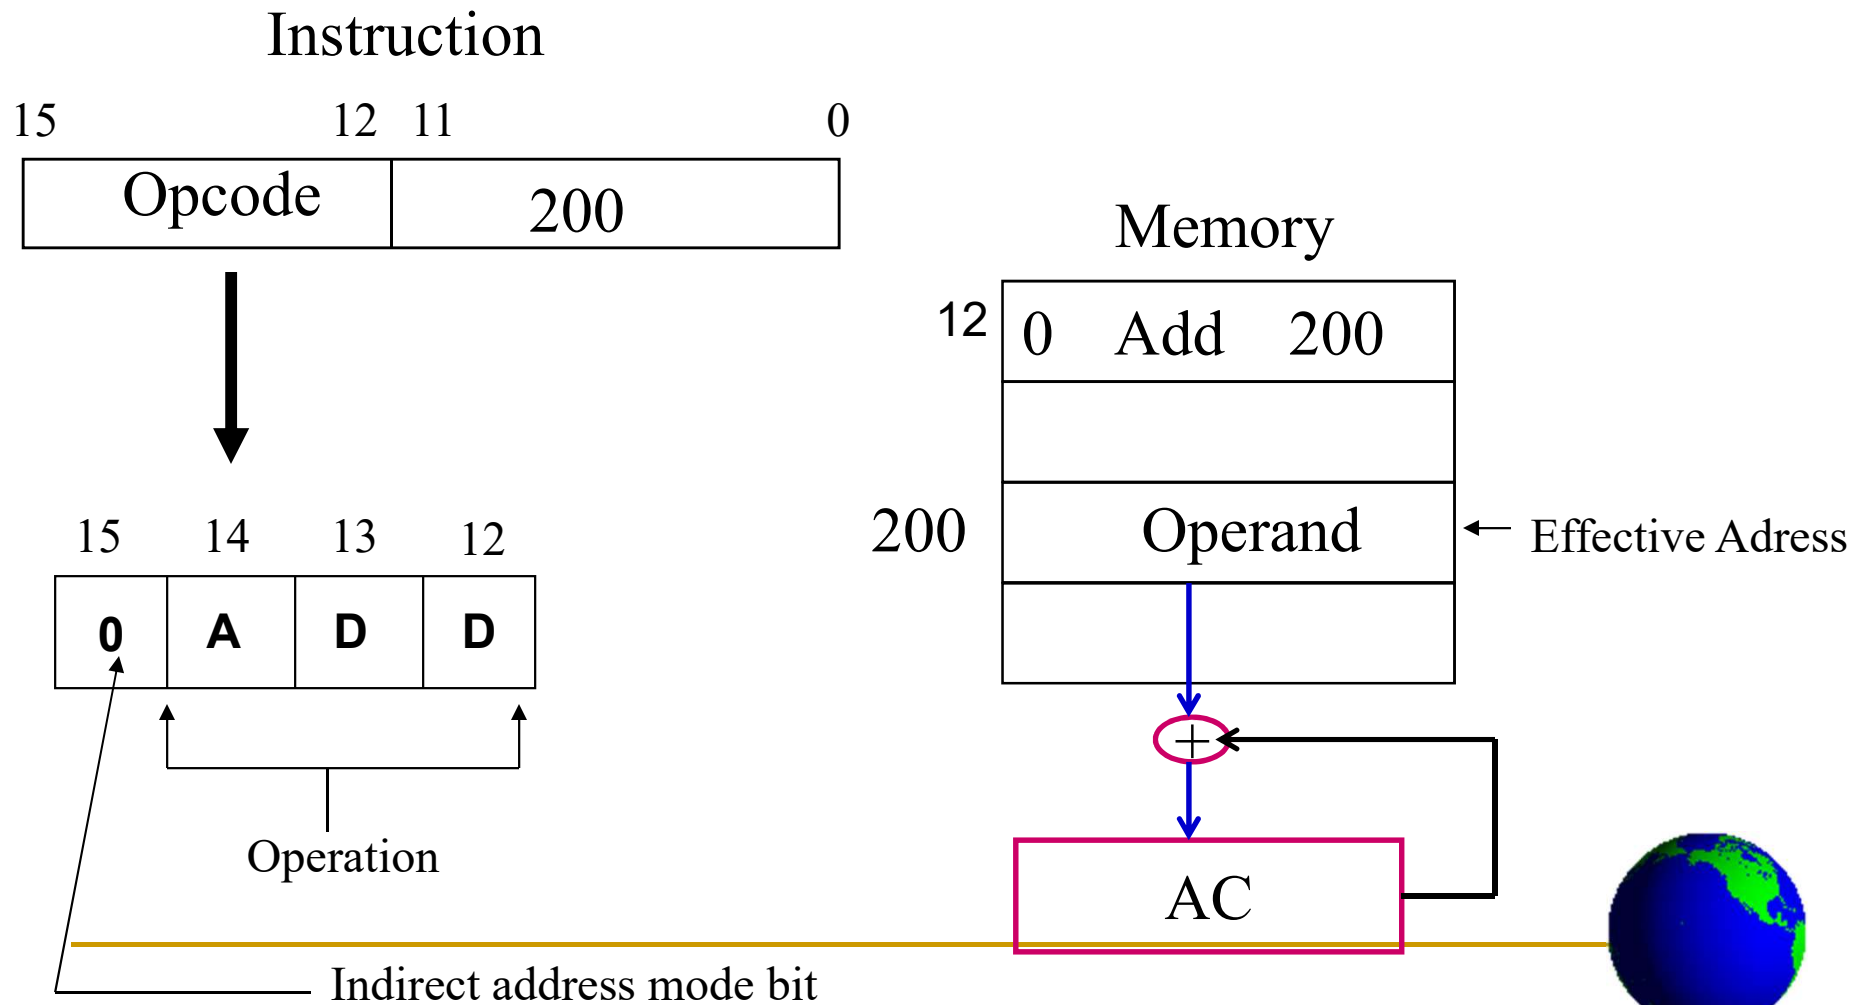 Instruction
15 12 11 0
Opcode 200
15 14 13 12
0 A D D
Operation
Indirect address mode bit
Memory
12 0 Add 200
200 Operand Effective Adress
+
AC